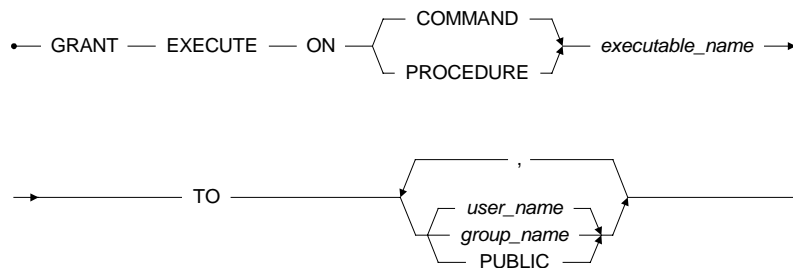 COMMAND
GRANT EXECUTE ON executable_name
PROCEDURE
,
TO
user_name
group_name
PUBLIC